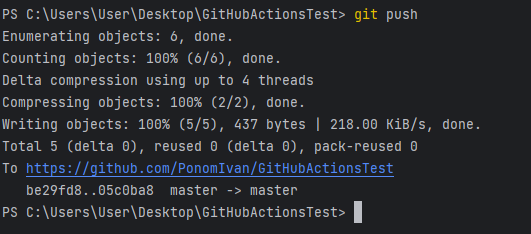 PS C:\Users\User\Desktop\GitHubActionsTest> git push
Enumerating objects: 6, done.
Counting objects: 100% (6/6), done.
Delta compression using up to 4 threads
Compressing objects: 100% (2/2), done.
Writing objects: 100% (5/5), 437 bytes | 218.00 KiB/s, done.
Total 5 (delta 0), reused 0 (delta 0), pack-reused 0
To https://github.com/PonomIvan/GitHubActionsTest
   be29fd8..05c0ba8  master -> master
PS C:\Users\User\Desktop\GitHubActionsTest>